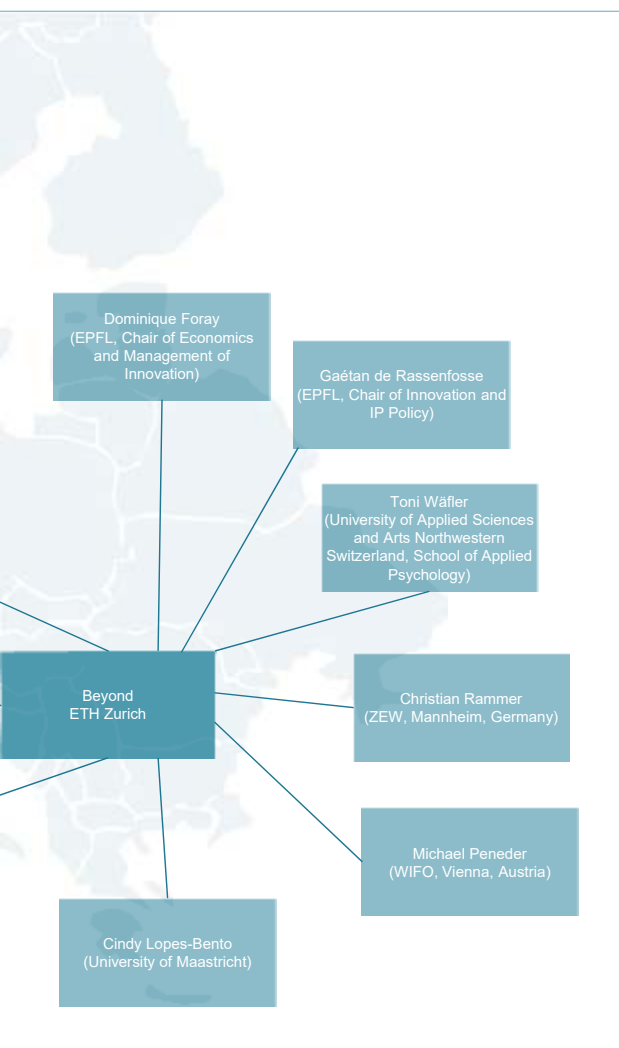 Dominique Foray
(EPFL, Chair of Economics
and Management of
Innovation)
Gaétan de Rassenfosse
(EPFL, Chair of Innovation and
IP Policy)
Toni Wäfler
(University of Applied Sciences
and Arts Northwestern
Switzerland, School of Applied
Psychology)
Beyond
ETH Zurich
Christian Rammer
(ZEW, Mannheim, Germany)
Michael Peneder
(WIFO, Vienna, Austria)
Cindy Lopes-Bento
(University of Maastricht)